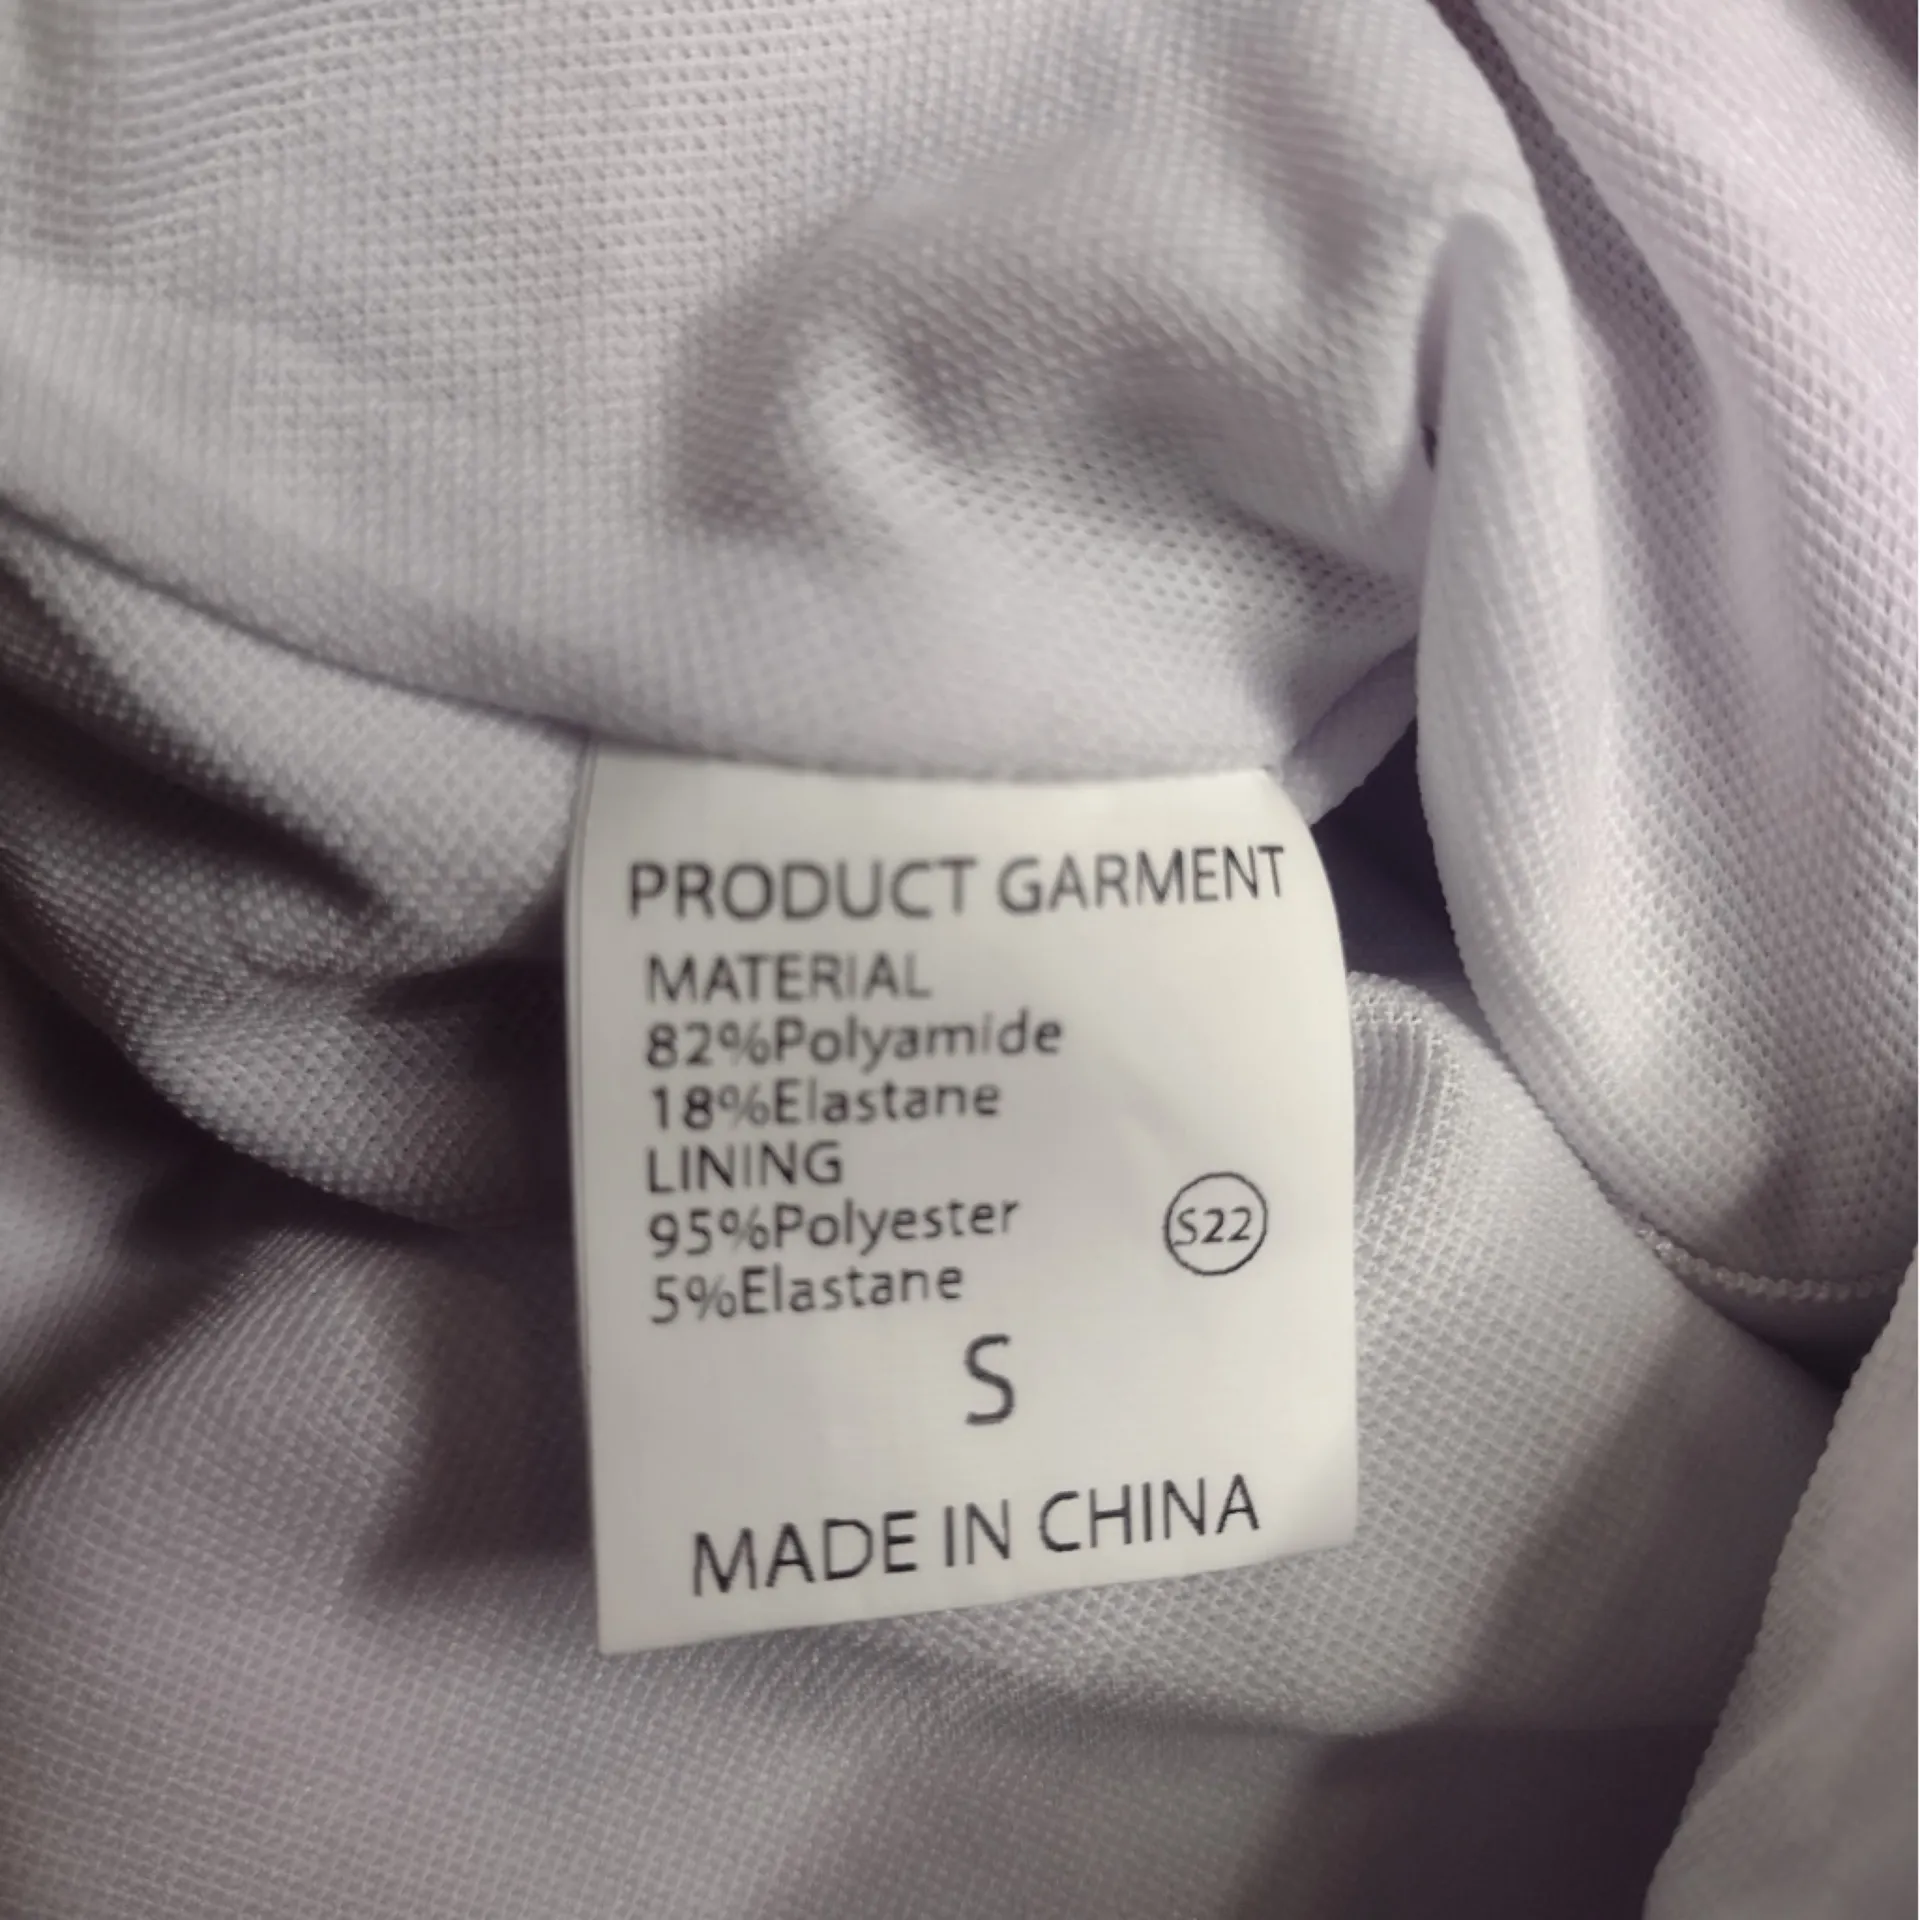 PRODUCT GARMENT
MATERIAL
82%Polyamide
18%Elastane
LINING
95%Polyester
S22
5%Elastane
S
MADE IN CHINA